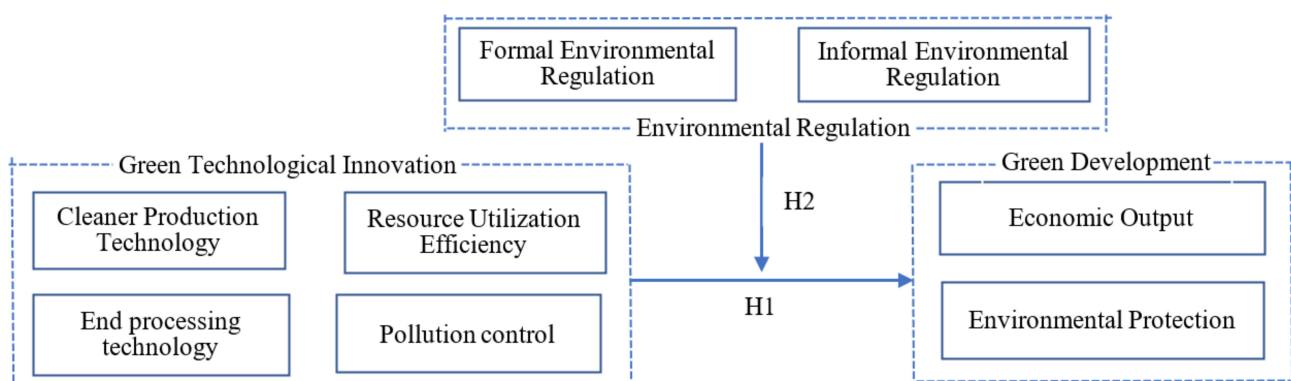 Formal Environmental
Regulation
Informal Environmental
Regulation
Environmental Regulation
Green Technological Innovation
Green Development
Cleaner Production
Technology
Resource Utilization
Efficiency
H2
Economic Output
H1
End processing
technology
Pollution control
Environmental Protection